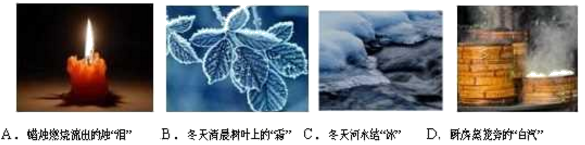 A．蜡烛燃烧流出的烛“泪” B．冬天清晨树叶上的“霜” C．冬天河水结“冰” D．厨房蒸笼旁的“白汽”